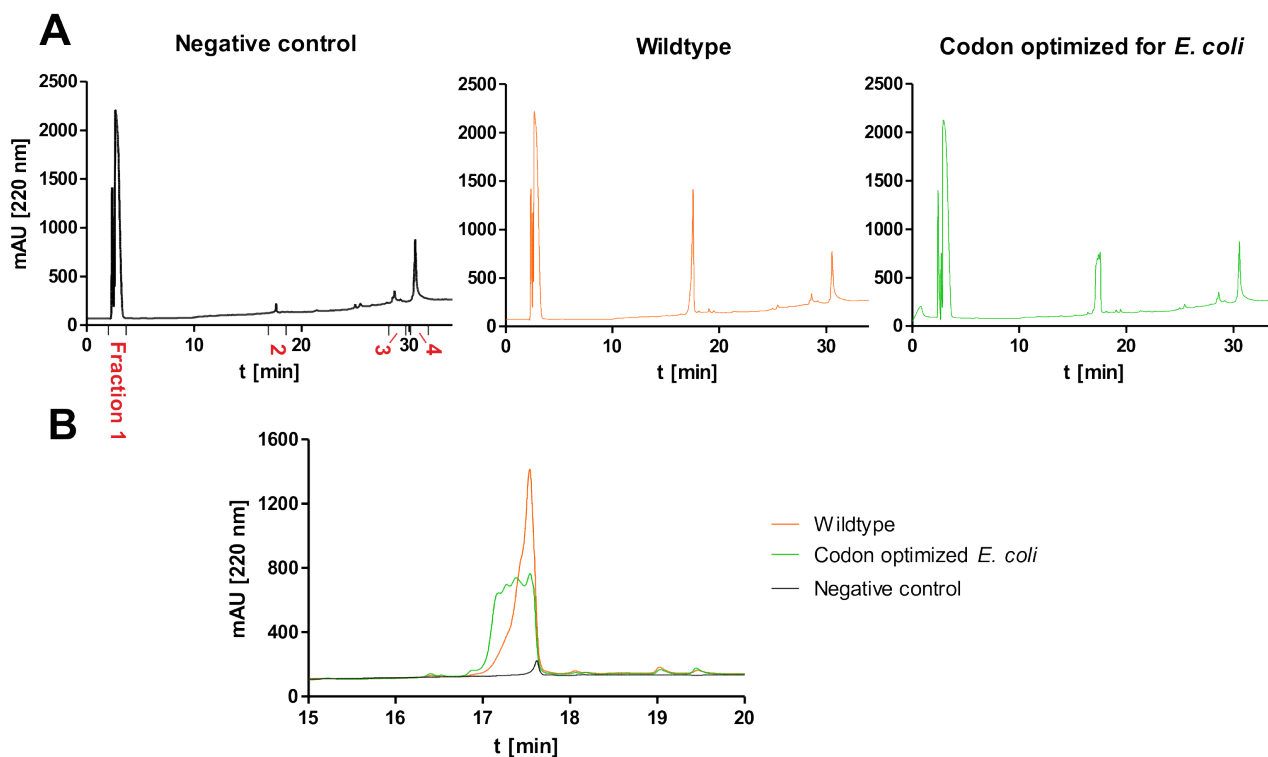 A
Negative control
Wildtype
Codon optimized for E. coli
mAU [220 nm]
2500
2000
1500
1000
500
0
0
10
20
30
t [min]
Fraction 1
2
3
4
2500
2000
1500
1000
500
0
0
10
20
30
t [min]
2500
2000
1500
1000
500
0
0
10
20
30
t [min]
B
mAU [220 nm]
1600
1200
800
400
0
15
16
17
18
19
20
t [min]
Wildtype
Codon optimized E. coli
Negative control